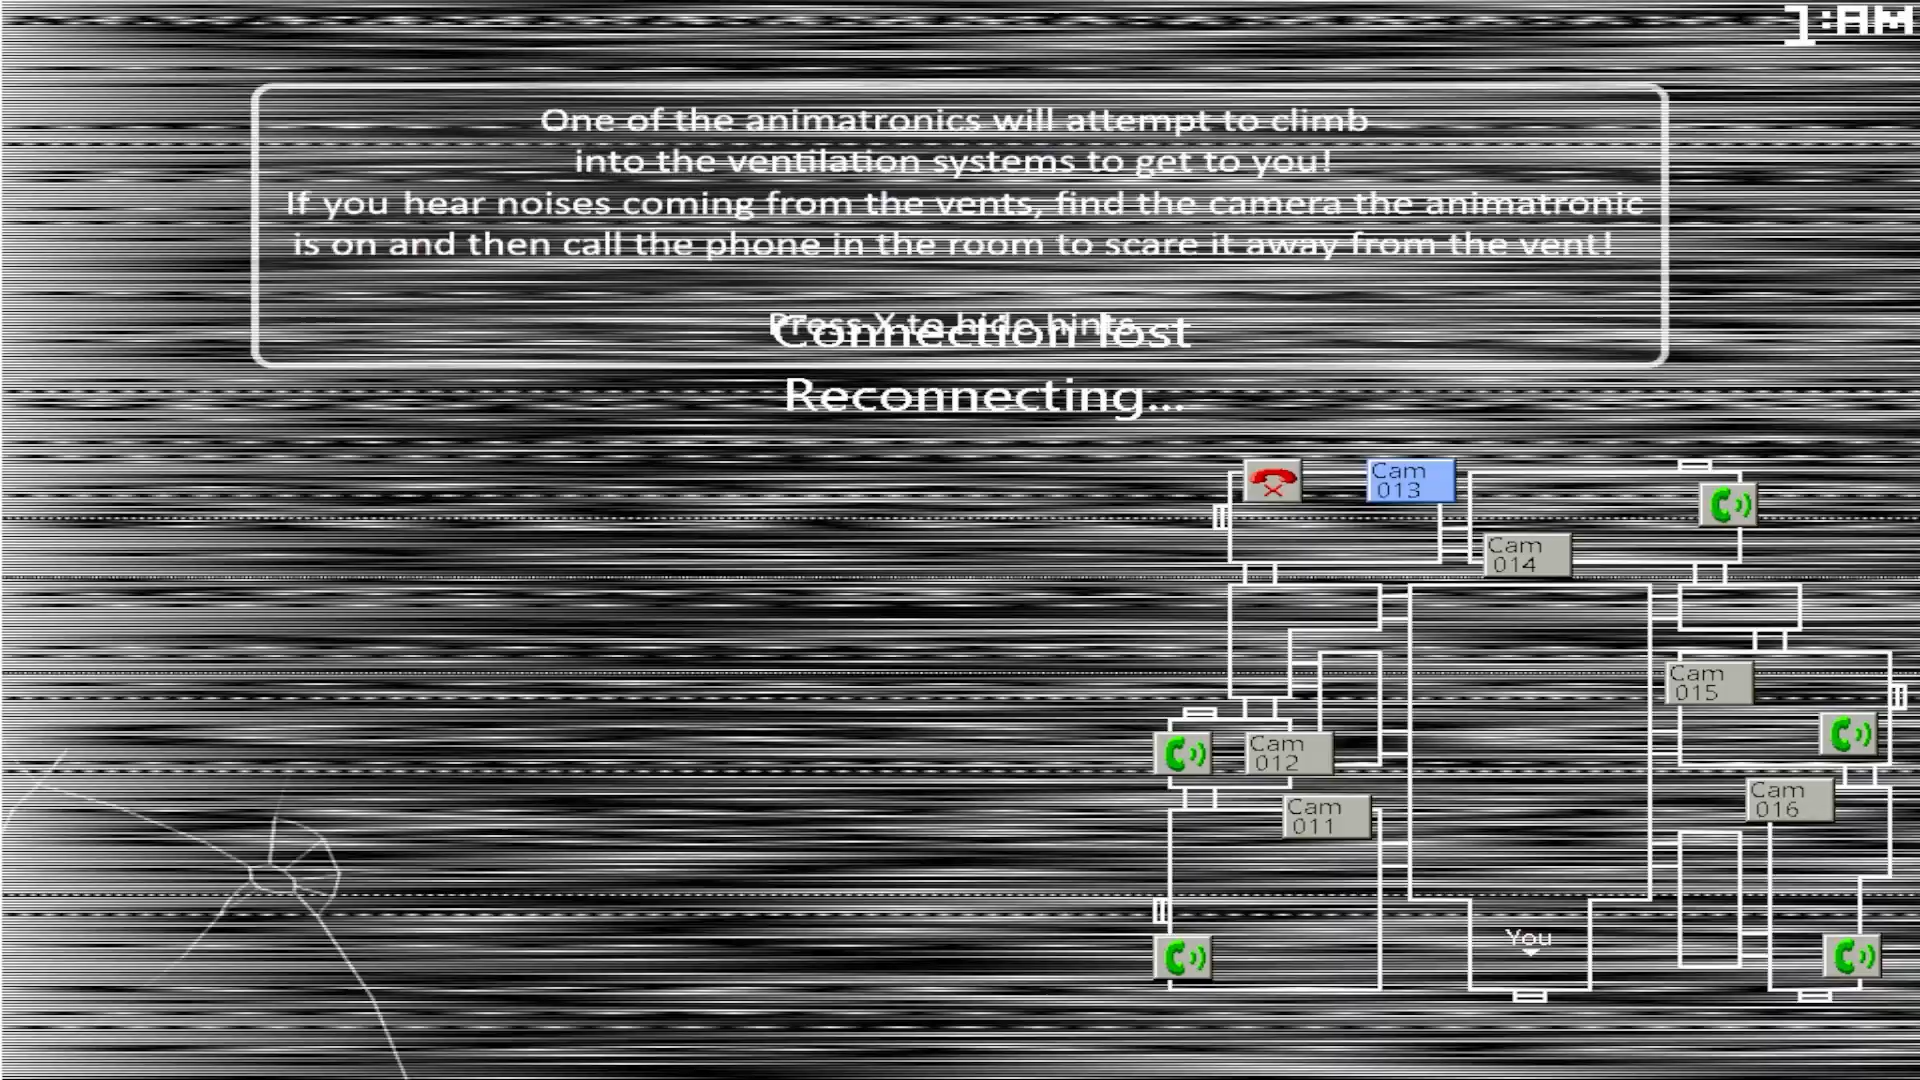 1:AM
One of the animatronics will attempt to climb
into the ventilation systems to get to you!
If you hear noises coming from the vents, find the camera the animatronic
is on and then call the phone in the room to scare it away from the vent!
Press X to hide hints
Connection lost
Reconnecting...
Cam
013
Cam
014
Cam
015
Cam
012
Cam
016
Cam
011
You